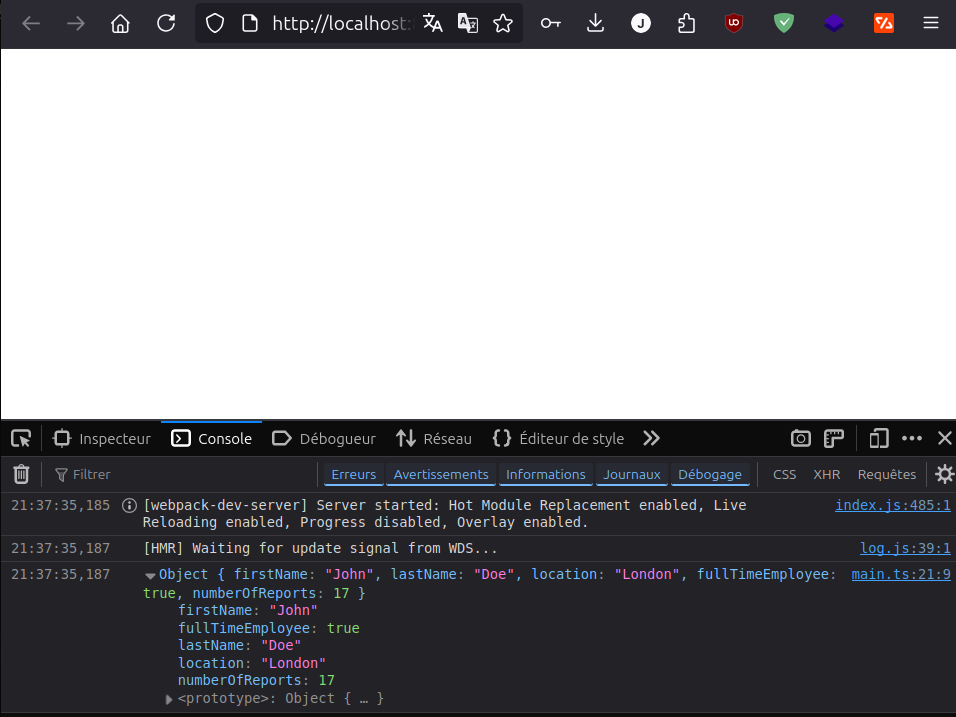 http://localhost:
J
Inspecteur Console Débogueur Réseau Éditeur de style
Filtrer Erreurs Avertissements Informations Journaux Débogage CSS XHR Requêtes
21:37:35,185 [webpack-dev-server] Server started: Hot Module Replacement enabled, Live index.js:485:1
Reloading enabled, Progress disabled, Overlay enabled.
21:37:35,187 [HMR] Waiting for update signal from WDS... log.js:39:1
21:37:35,187 Object { firstName: "John", lastName: "Doe", location: "London", fullTimeEmployee: main.ts:21:9
true, numberOfReports: 17 }
firstName: "John"
fullTimeEmployee: true
lastName: "Doe"
location: "London"
numberOfReports: 17
<prototype>: Object { … }